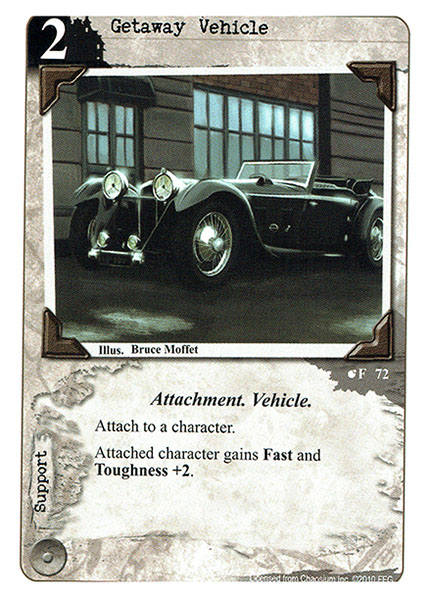 2
Getaway Vehicle
Illus. Bruce Moffet
F 72
Attachment. Vehicle.
Attach to a character.
Attached character gains Fast and
Toughness +2.
Support
Licensed from Chaosium Inc. ©2010 FFG